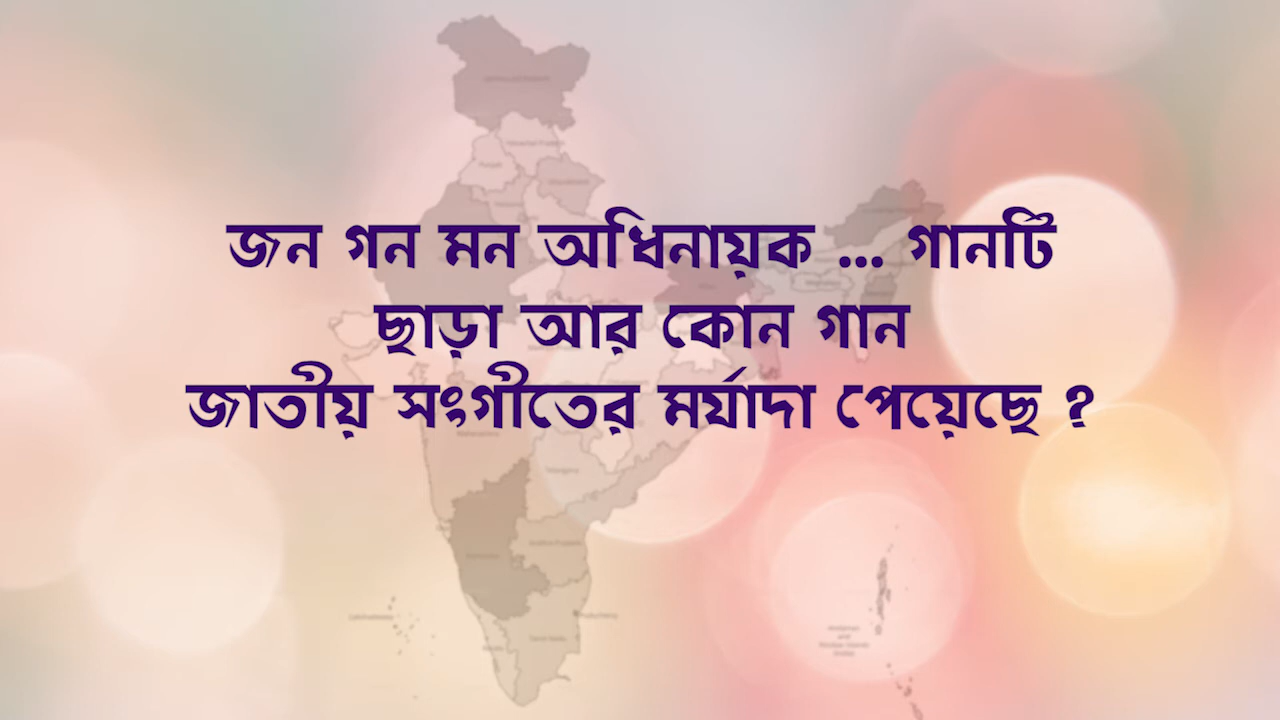 জন গন মন অধিনায়ক ... গানটি
ছাড়া আর কোন গান
জাতীয় সংগীতের মর্যাদা পেয়েছে ?